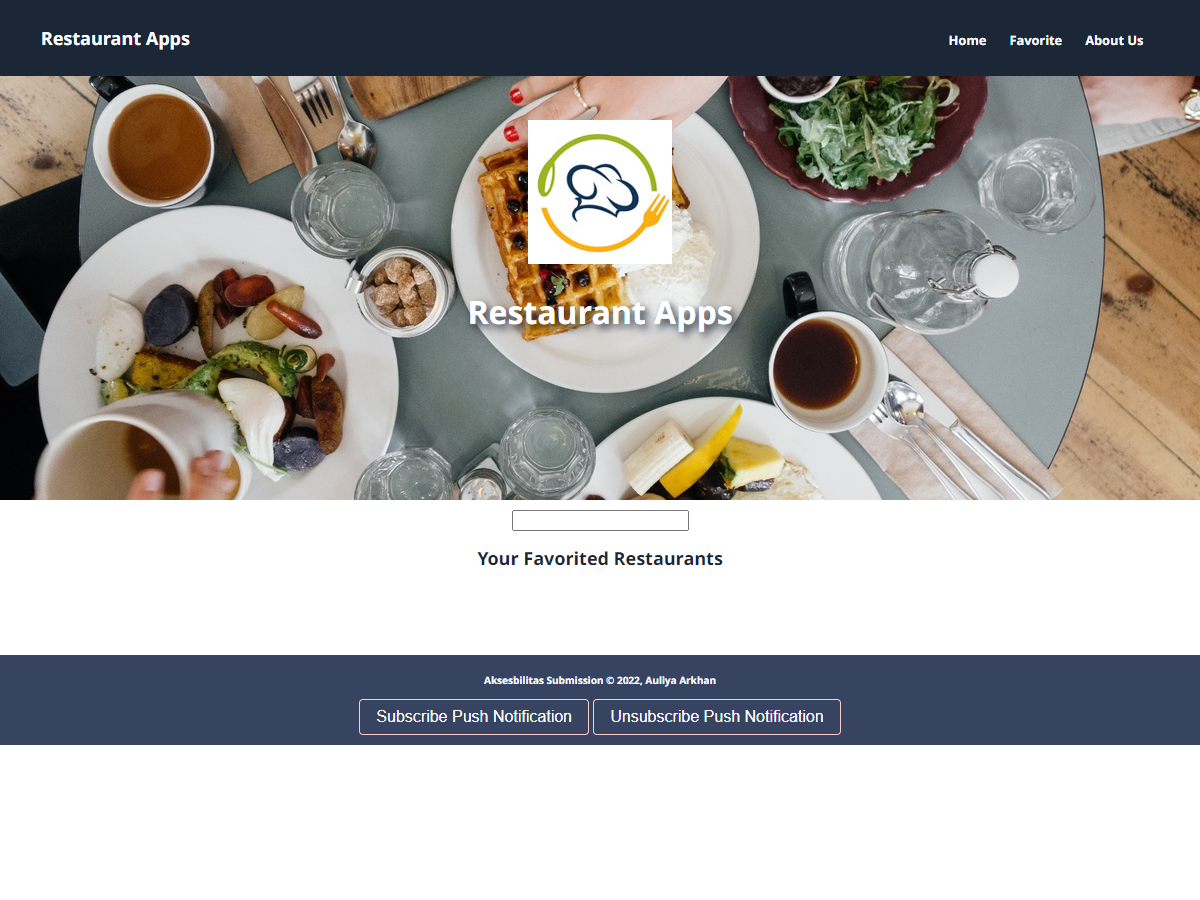 Restaurant Apps
Home Favorite About Us
Restaurant Apps
Your Favorited Restaurants
Aksesbilitas Submission © 2022, Auliya Arkhan
Subscribe Push Notification Unsubscribe Push Notification